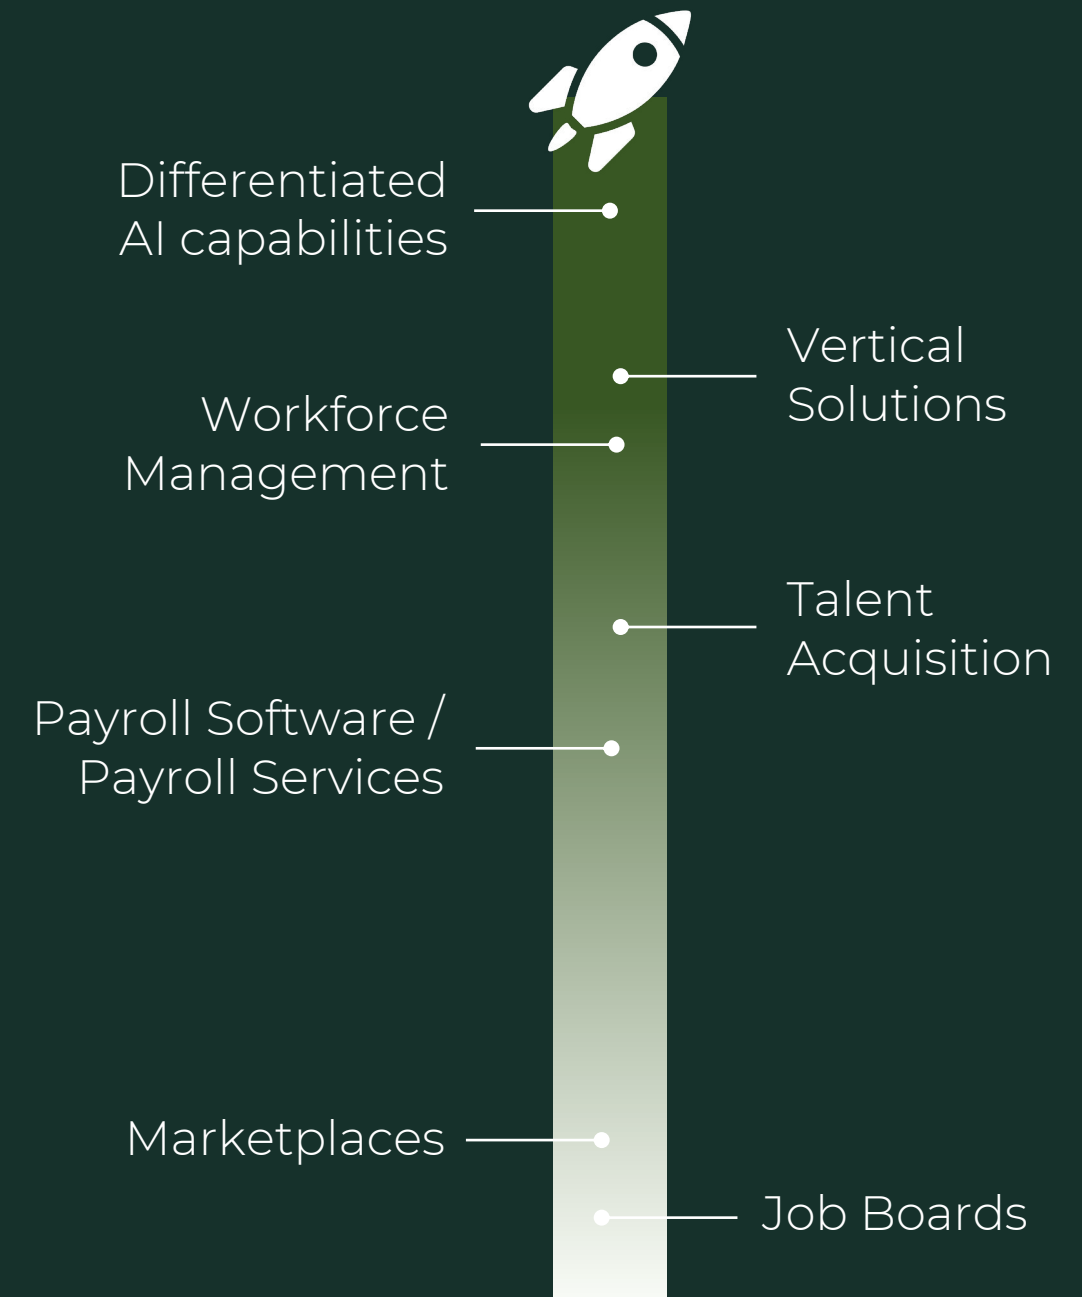 Differentiated
AI capabilities
Vertical
Solutions
Workforce
Management
Talent
Acquisition
Payroll Software /
Payroll Services
Marketplaces
Job Boards